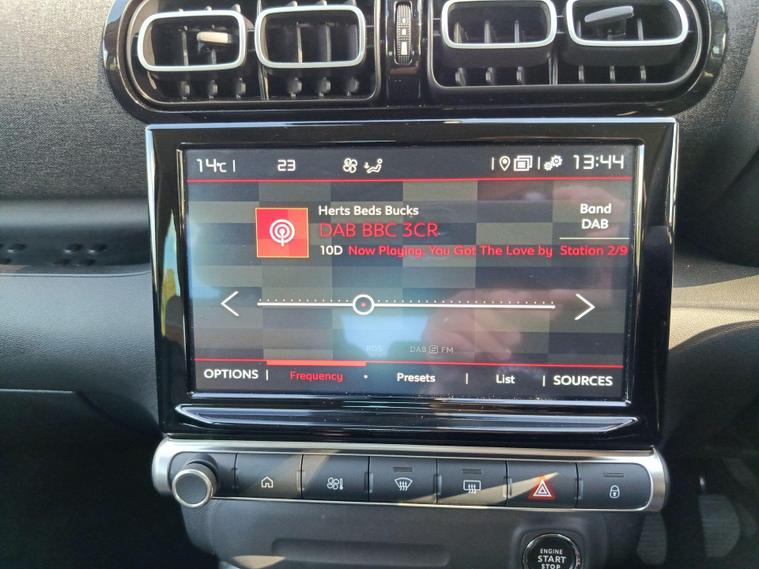 14°C 23 13:44
Herts Beds Bucks
Band
DAB BBC 3CR
DAB
10D Now Playing: You Got The Love by Station 2/9
RDS DAB FM
OPTIONS Frequency Presets List SOURCES
ENGINE
START
STOP